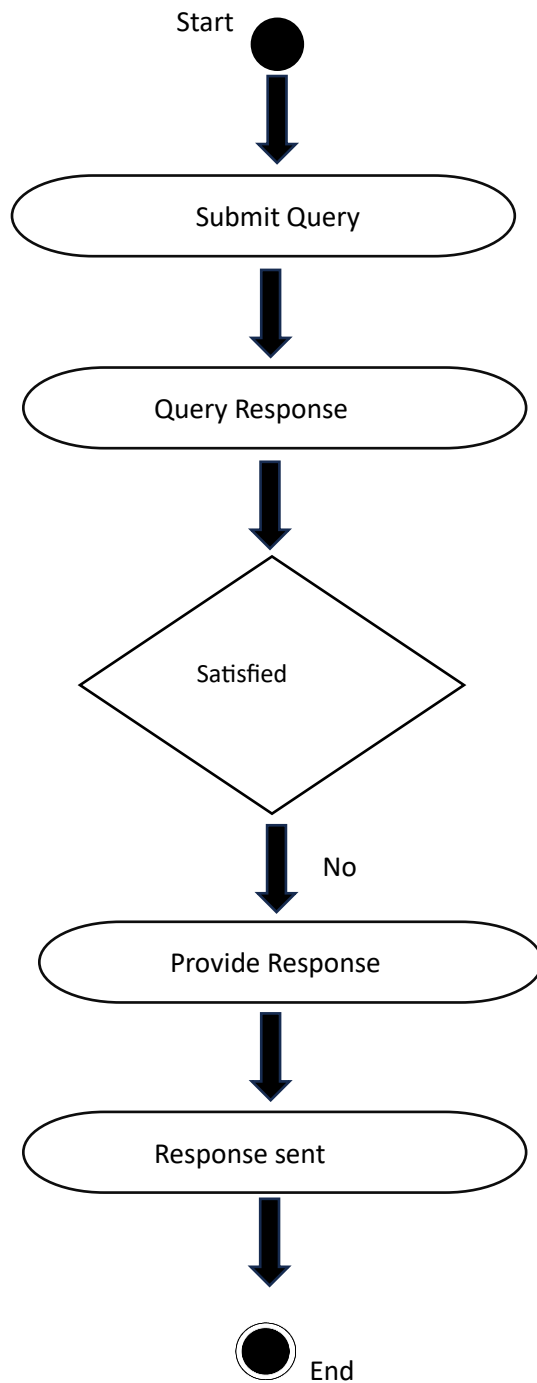 Start
Submit Query
Query Response
Satisfied
No
Provide Response
Response sent
End